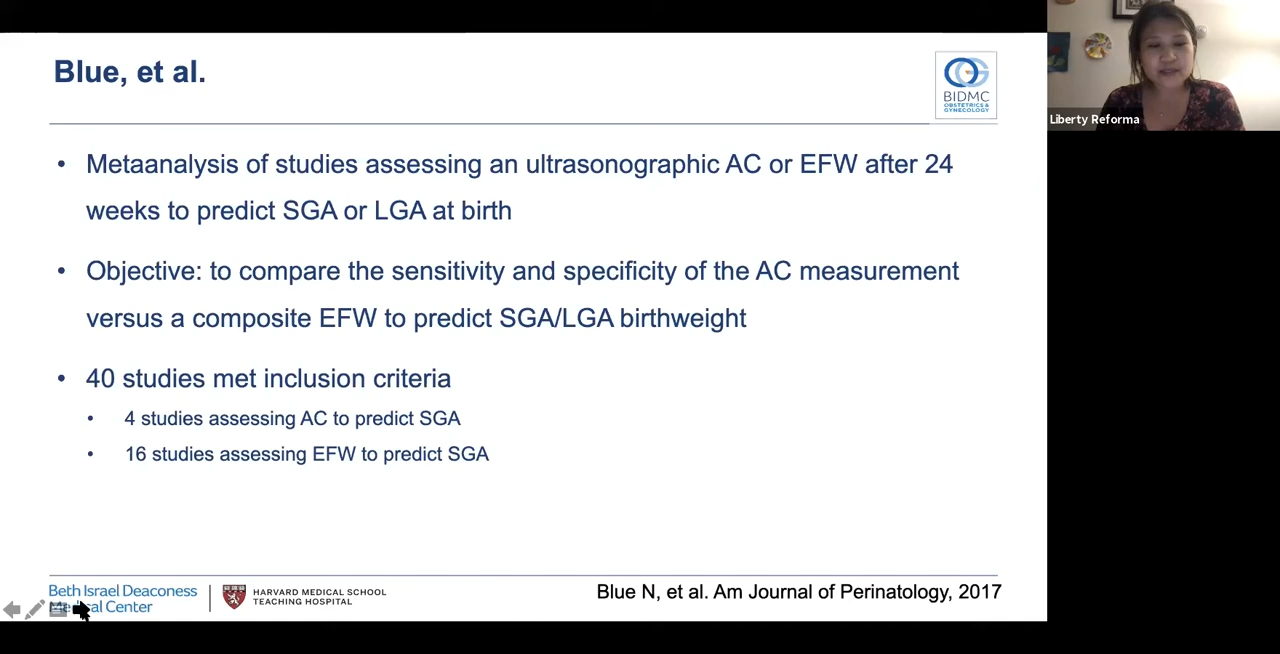 Blue, et al.
OG
BIDMC
OBSTETRICS &
GYNECOLOGY
Liberty Reforma
• Metaanalysis of studies assessing an ultrasonographic AC or EFW after 24
weeks to predict SGA or LGA at birth
• Objective: to compare the sensitivity and specificity of the AC measurement
versus a composite EFW to predict SGA/LGA birthweight
• 40 studies met inclusion criteria
• 4 studies assessing AC to predict SGA
• 16 studies assessing EFW to predict SGA
Beth Israel Deaconess
Medical Center
HARVARD MEDICAL SCHOOL
TEACHING HOSPITAL
Blue N, et al. Am Journal of Perinatology, 2017